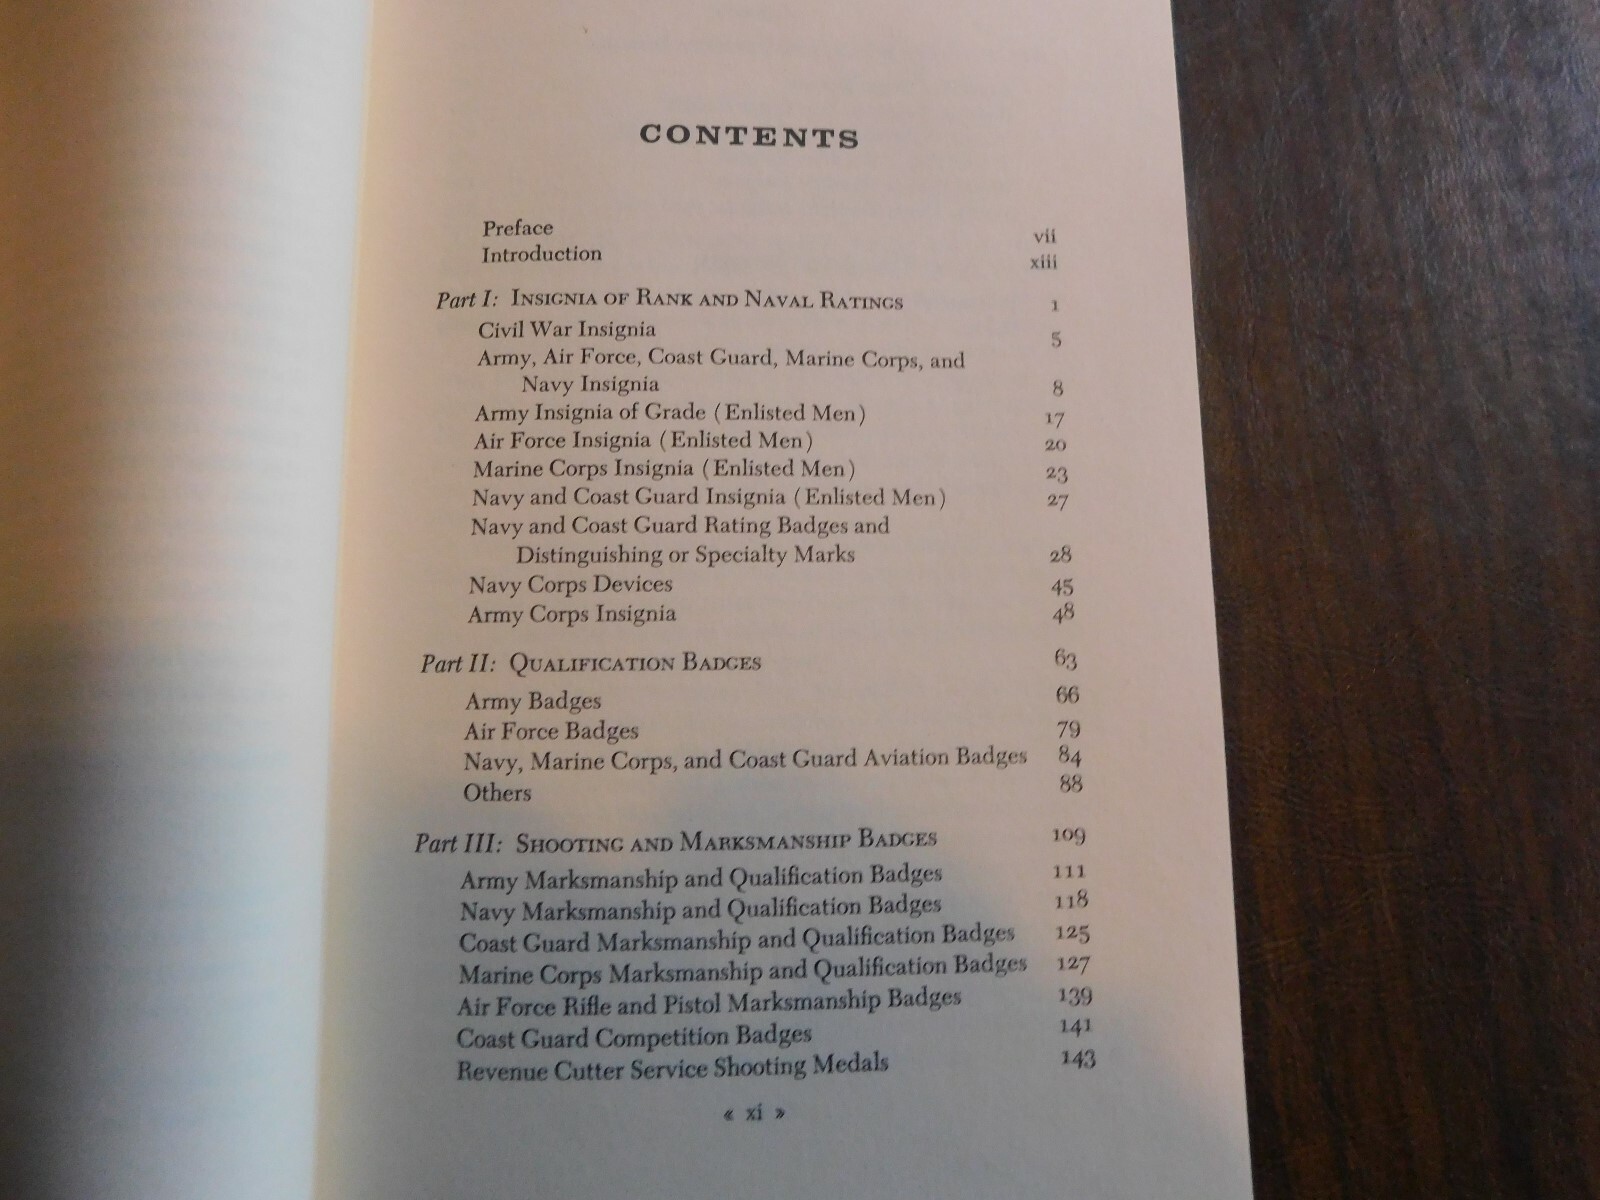 CONTENTS
Preface vii
Introduction xiii
Part I: INSIGNIA OF RANK AND NAVAL RATINGS 1
Civil War Insignia 5
Army, Air Force, Coast Guard, Marine Corps, and
Navy Insignia 8
Army Insignia of Grade (Enlisted Men) 17
Air Force Insignia (Enlisted Men) 20
Marine Corps Insignia (Enlisted Men) 23
Navy and Coast Guard Insignia (Enlisted Men) 27
Navy and Coast Guard Rating Badges and
Distinguishing or Specialty Marks 28
Navy Corps Devices 45
Army Corps Insignia 48
Part II: QUALIFICATION BADGES 63
Army Badges 66
Air Force Badges 79
Navy, Marine Corps, and Coast Guard Aviation Badges 84
Others 88
Part III: SHOOTING AND MARKSMANSHIP BADGES 109
Army Marksmanship and Qualification Badges 111
Navy Marksmanship and Qualification Badges 118
Coast Guard Marksmanship and Qualification Badges 125
Marine Corps Marksmanship and Qualification Badges 127
Air Force Rifle and Pistol Marksmanship Badges 139
Coast Guard Competition Badges 141
Revenue Cutter Service Shooting Medals 143
« xi »